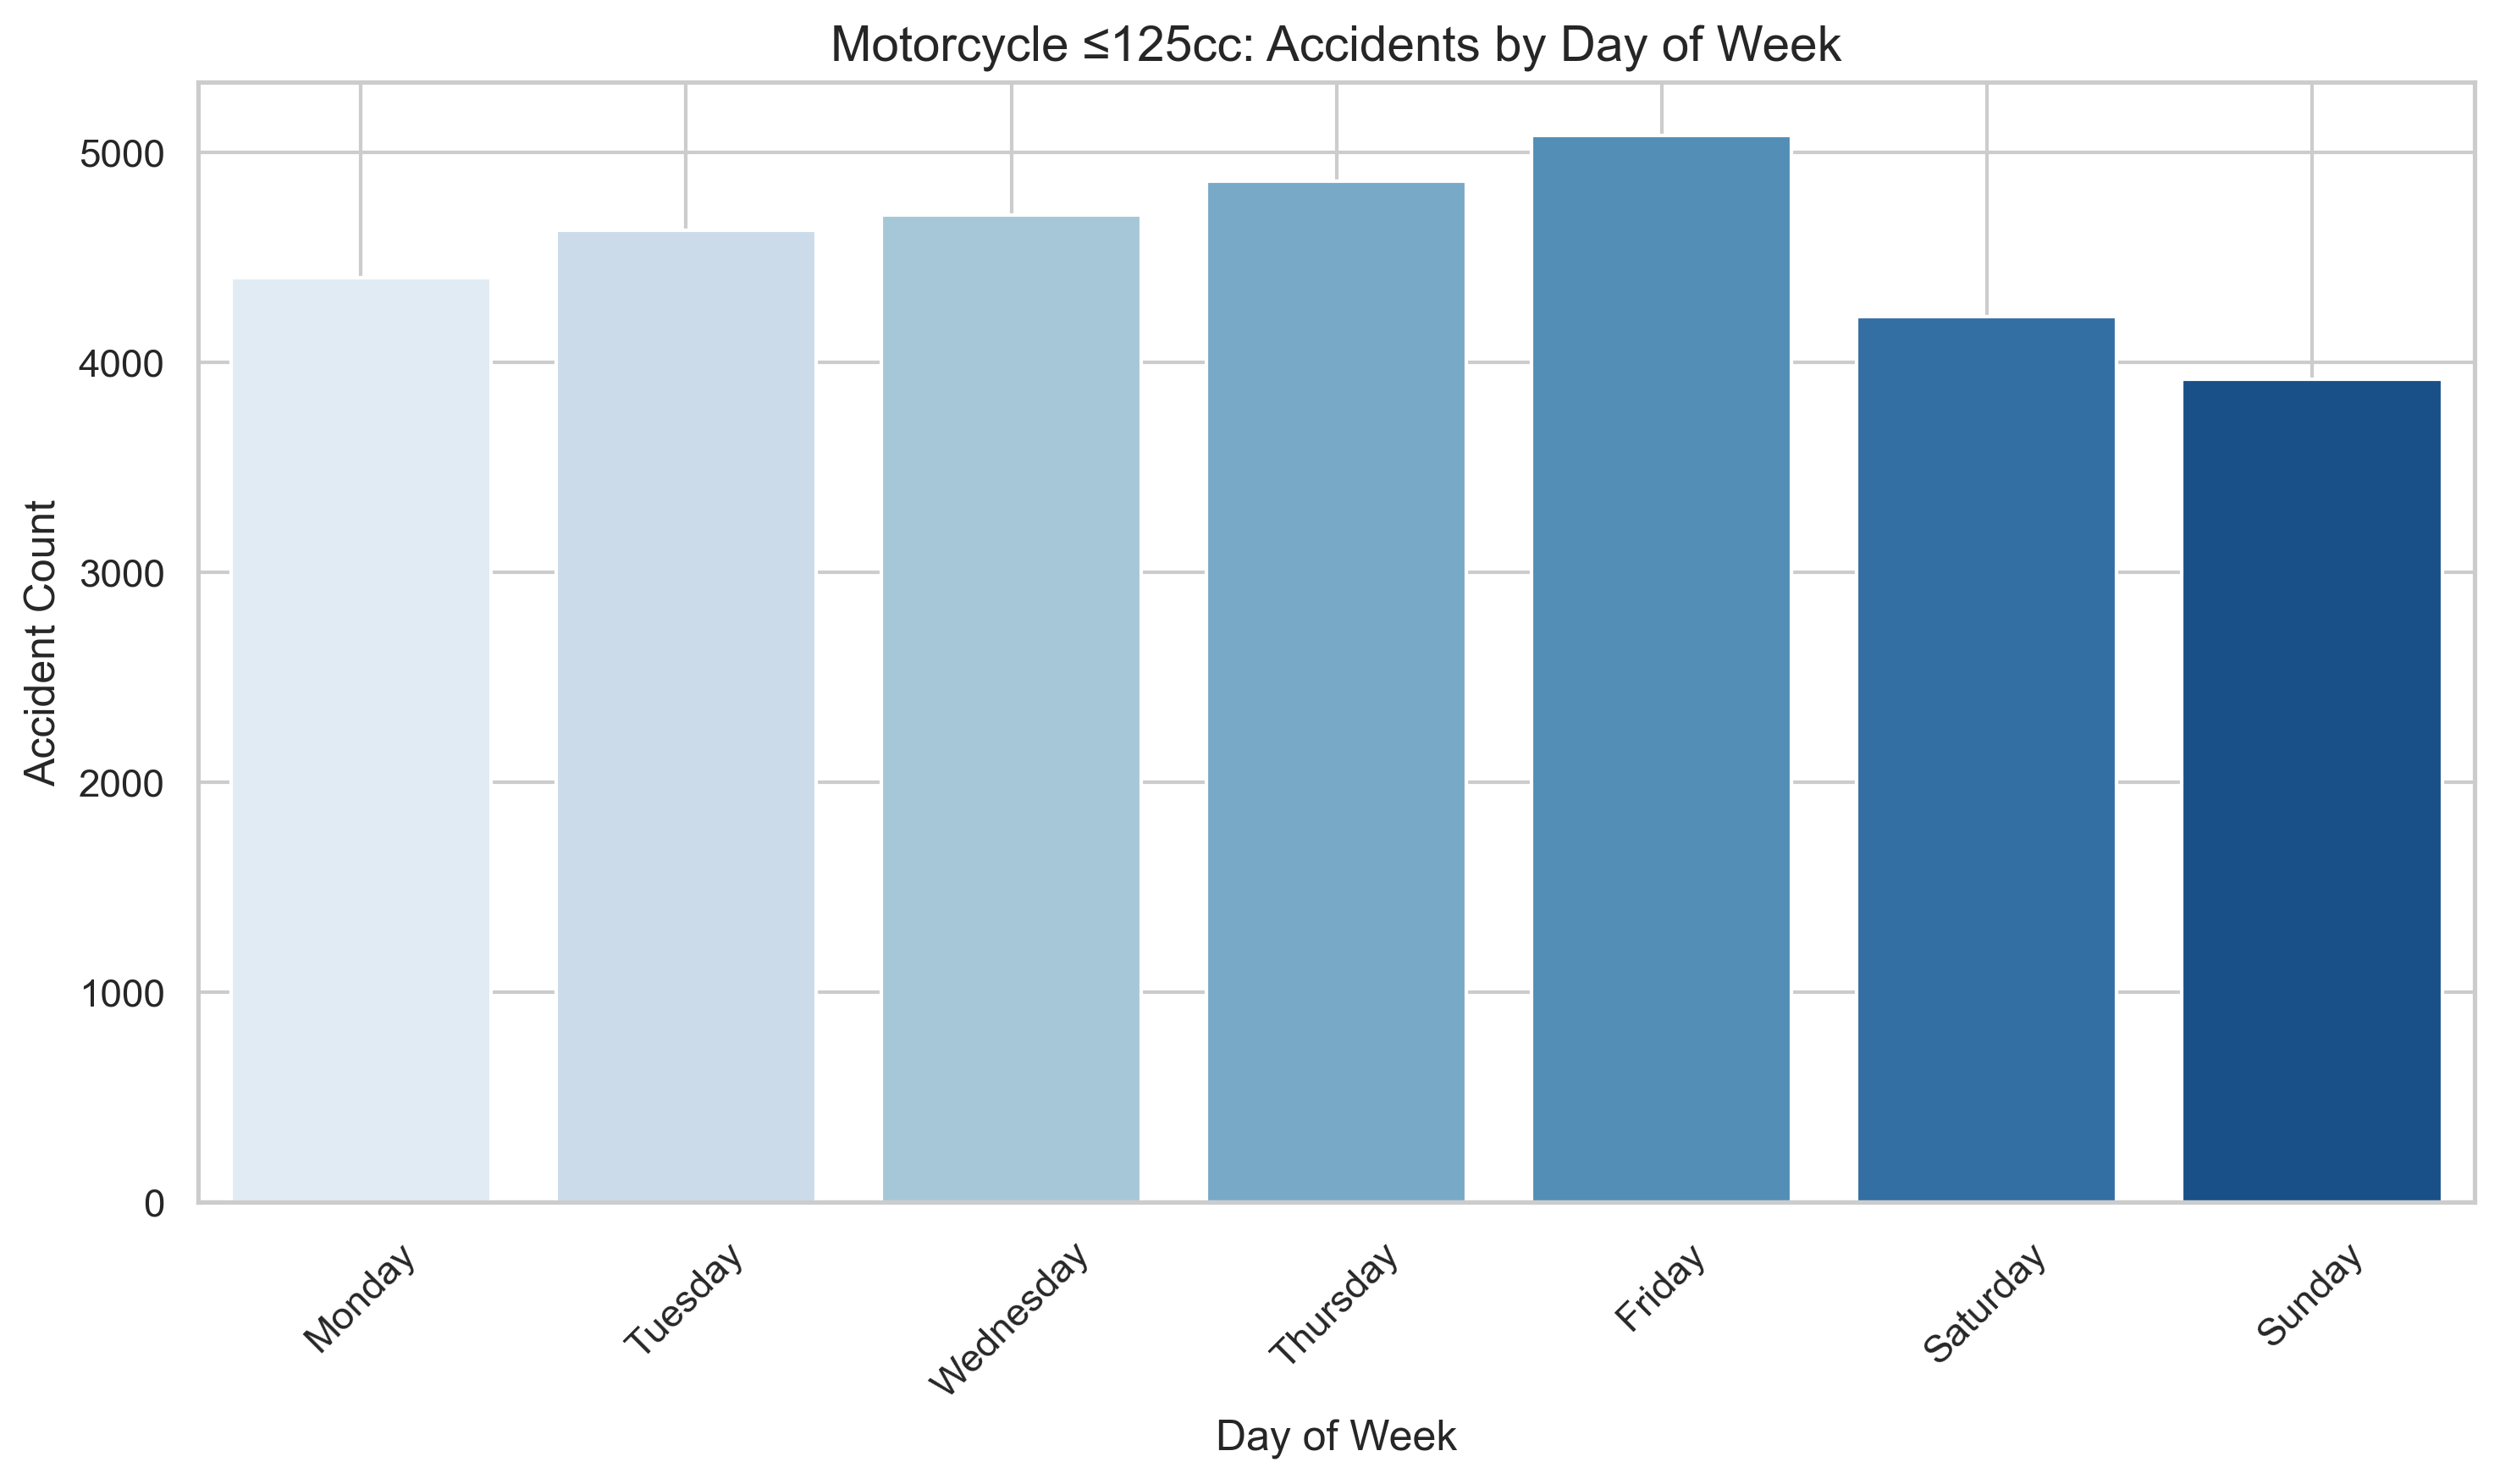 Motorcycle ≤125cc: Accidents by Day of Week
Accident Count
5000
4000
3000
2000
1000
0
Monday
Tuesday
Wednesday
Thursday
Friday
Saturday
Sunday
Day of Week